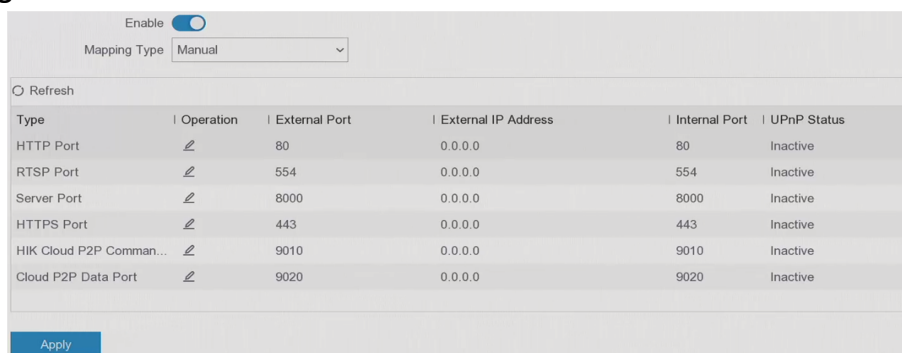 Enable
Mapping Type Manual
Refresh
Type Operation External Port External IP Address Internal Port UPnP Status
HTTP Port 80 0.0.0.0 80 Inactive
RTSP Port 554 0.0.0.0 554 Inactive
Server Port 8000 0.0.0.0 8000 Inactive
HTTPS Port 443 0.0.0.0 443 Inactive
HIK Cloud P2P Comman... 9010 0.0.0.0 9010 Inactive
Cloud P2P Data Port 9020 0.0.0.0 9020 Inactive
Apply